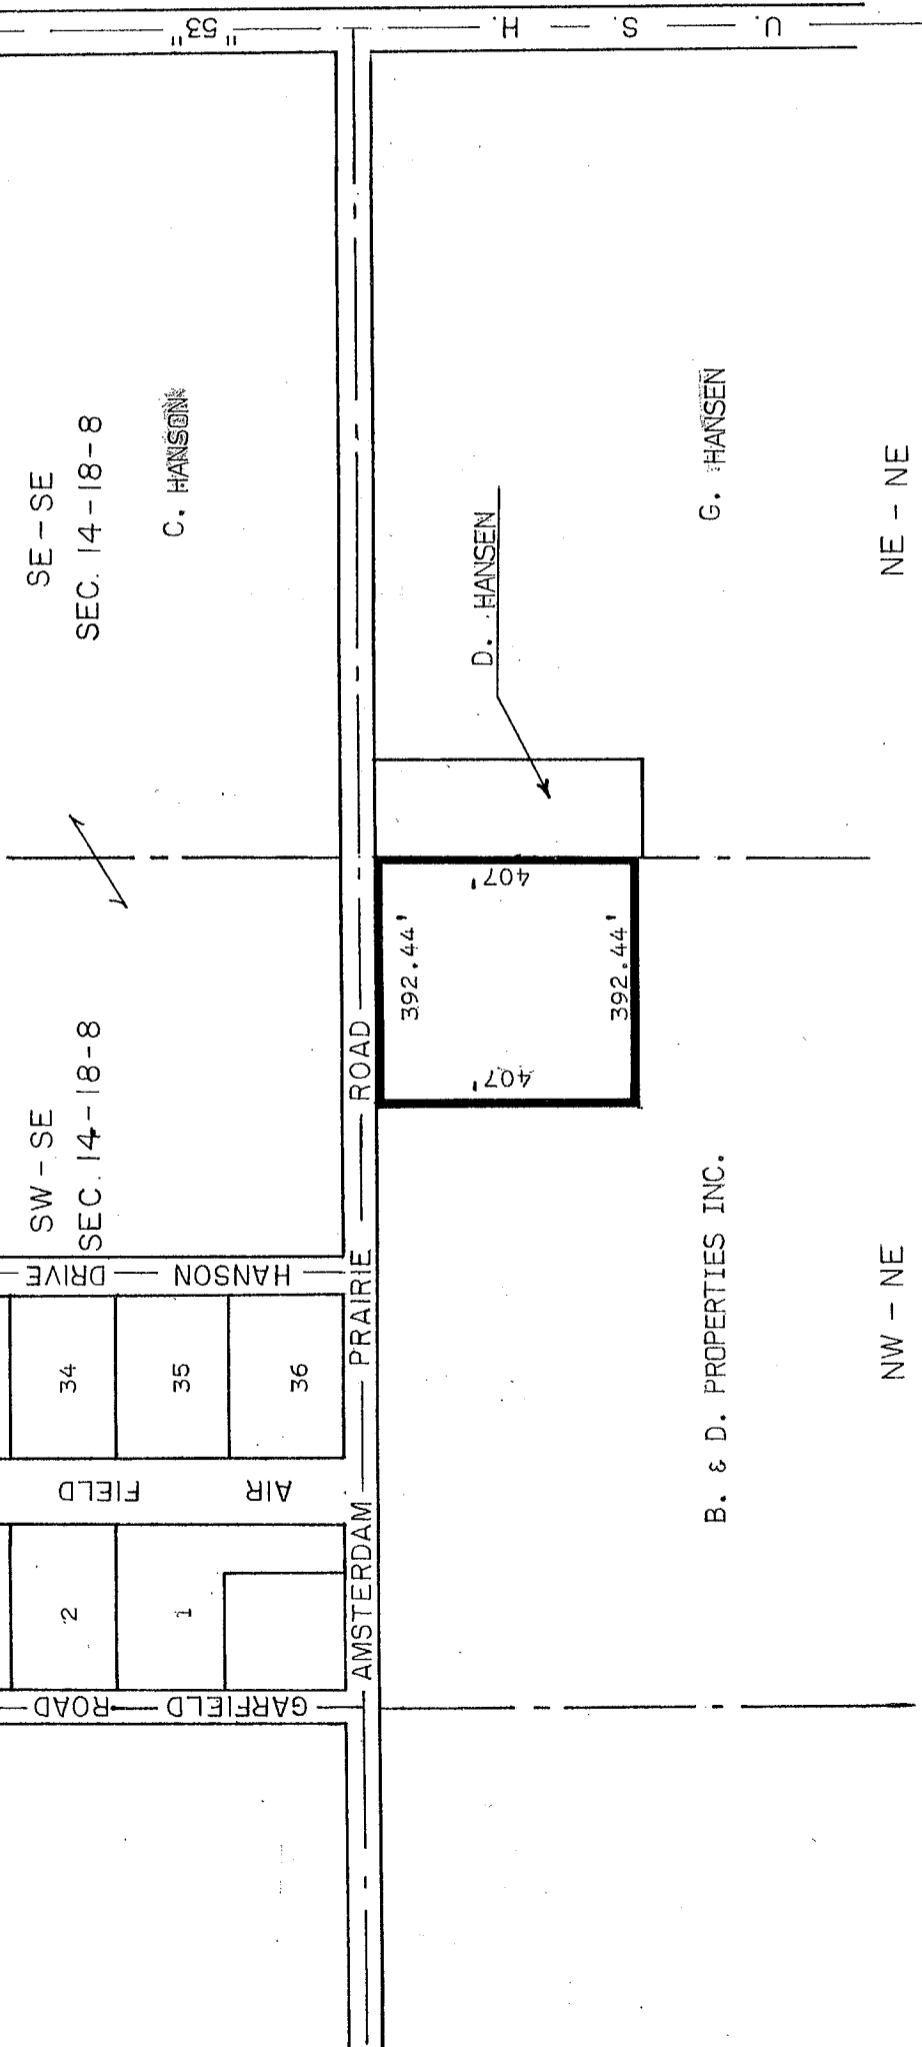 SW - SE
SEC. 14-18-8
SE - SE
SEC. 14-18-8
C. HANSON
GARFIELD ROAD
2
1
AIR FIELD
34
35
36
HANSON DRIVE
AMSTERDAM PRAIRIE ROAD
U. S. H. "53"
392.44'
407'
407'
392.44'
D. HANSEN
G. HANSEN
B. & D. PROPERTIES INC.
NW - NE
NE - NE